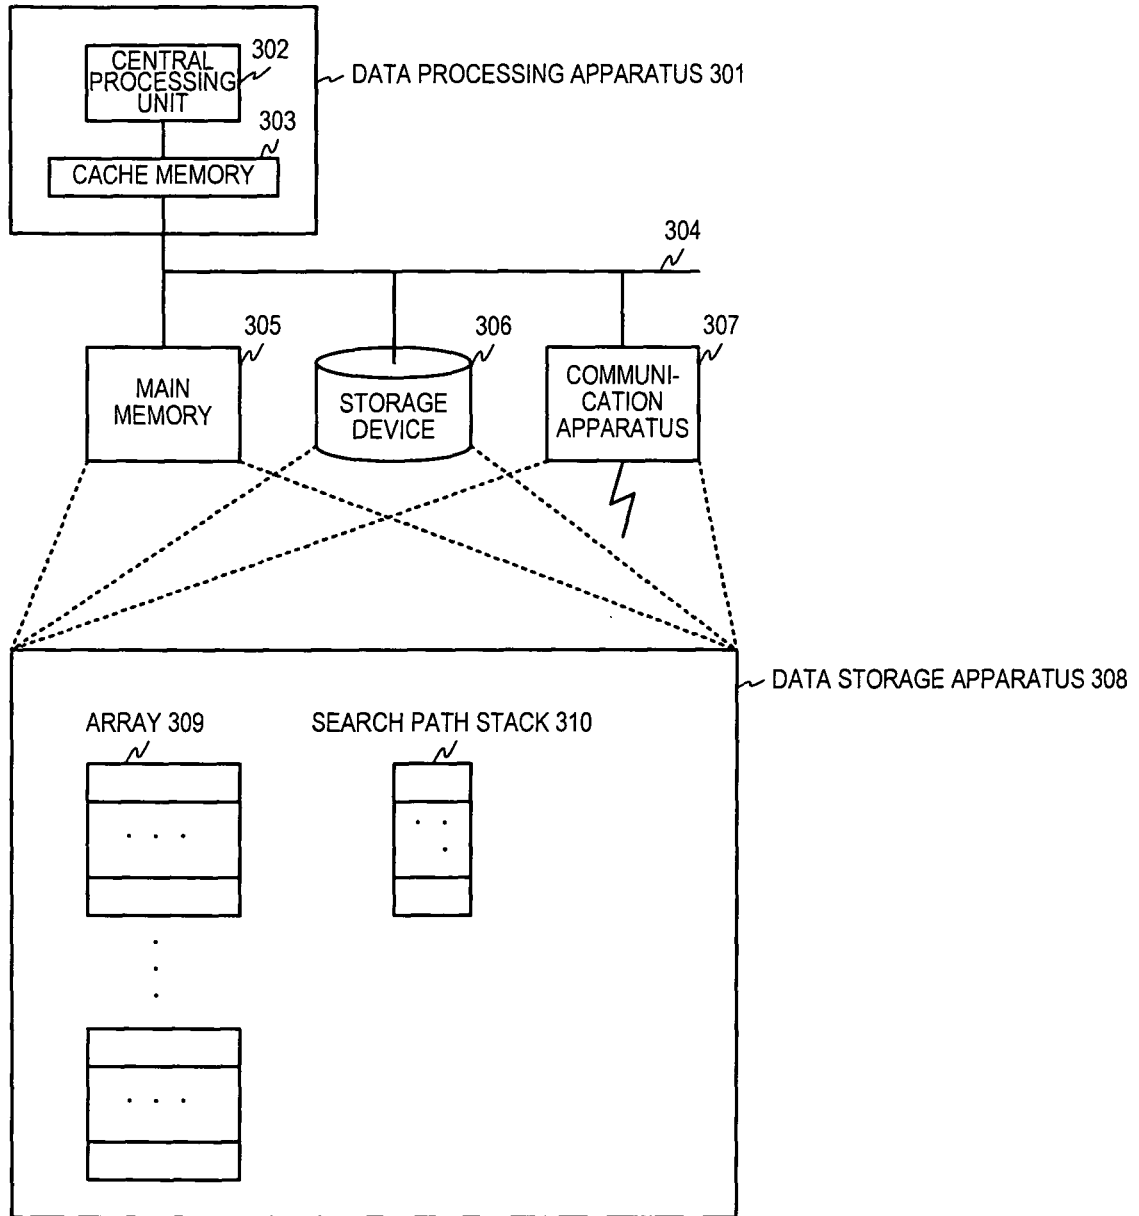 302
CENTRAL
PROCESSING
UNIT
DATA PROCESSING APPARATUS 301
303
CACHE MEMORY
304
305
306
307
MAIN
MEMORY
STORAGE
DEVICE
COMMUNI-
CATION
APPARATUS
DATA STORAGE APPARATUS 308
ARRAY 309
SEARCH PATH STACK 310